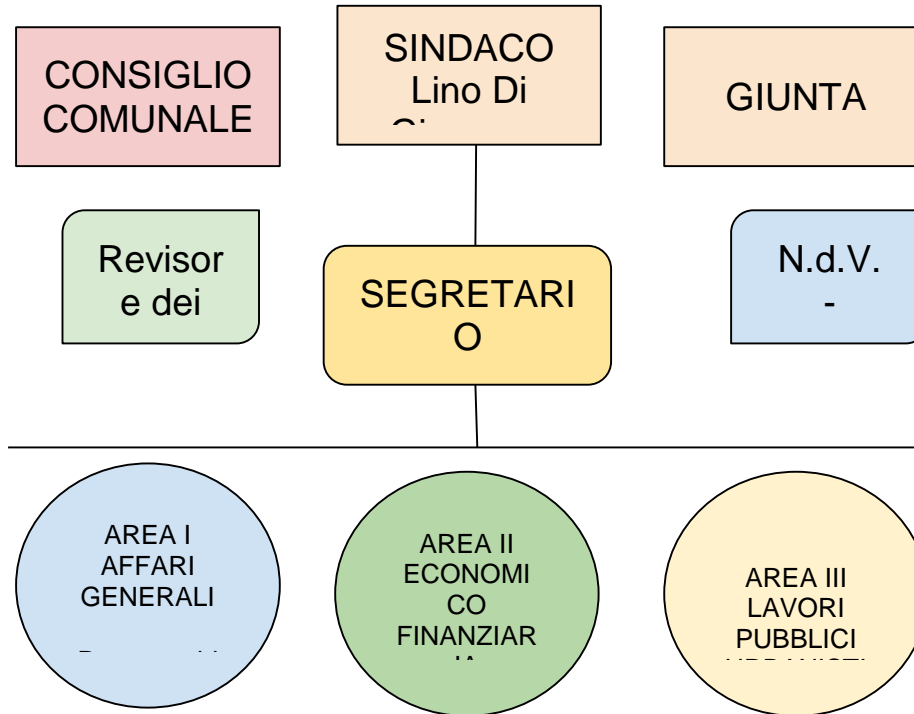 CONSIGLIO
COMUNALE
SINDACO
Lino Di
GIUNTA
Revisor
e dei
SEGRETARI
O
N.d.V.
-
AREA I
AFFARI
GENERALI
AREA II
ECONOMI
CO
FINANZIAR
IA
AREA III
LAVORI
PUBBLICI